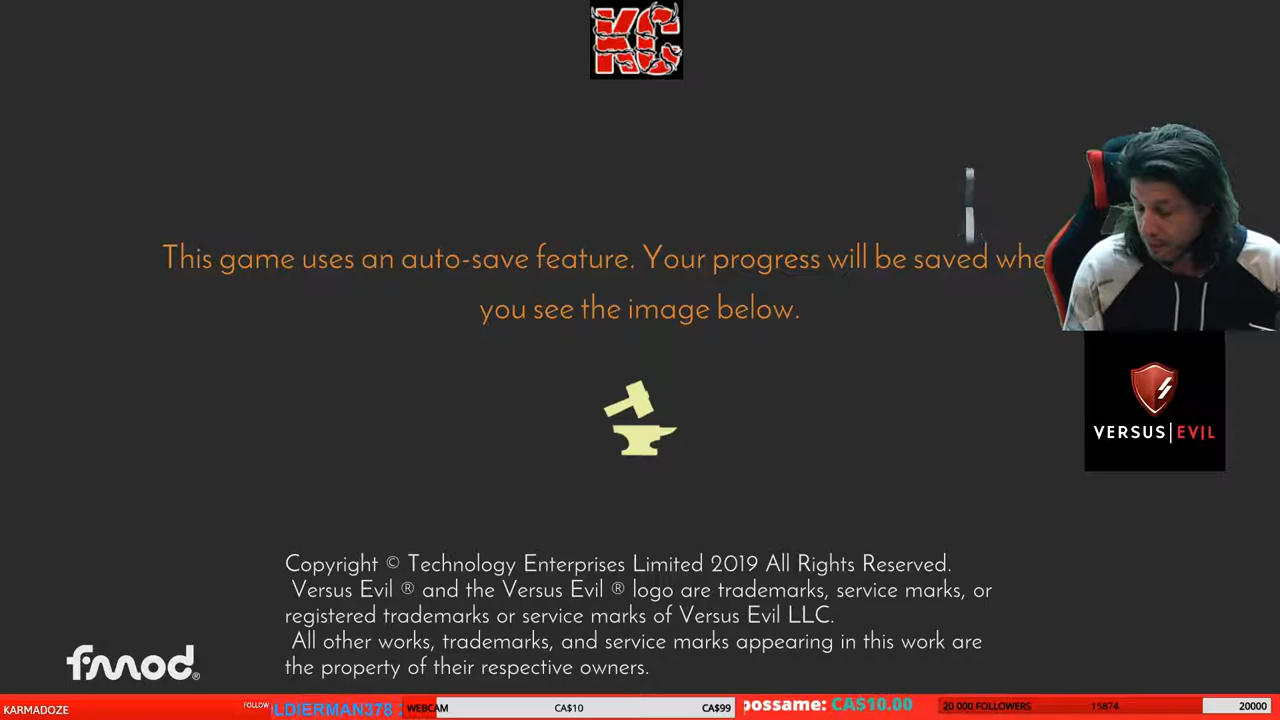 KC
This game uses an auto-save feature. Your progress will be saved whe
you see the image below.
VERSUS|EVIL
Copyright © Technology Enterprises Limited 2019 All Rights Reserved.
Versus Evil ® and the Versus Evil ® logo are trademarks, service marks, or
registered trademarks or service marks of Versus Evil LLC.
All other works, trademarks, and service marks appearing in this work are
the property of their respective owners.
fmod®
KARMADOZE FOLLOW LDIERMAN378 WEBCAM CA$10 CA$99 possame: CA$10.00 20 000 FOLLOWERS 15874 20000